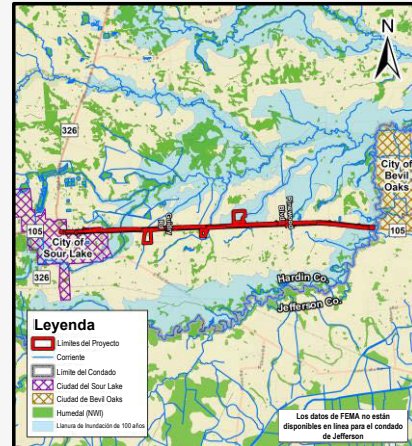 N
326
City of
Bevil
Oaks
105
City of
Sour Lake
105
326
Hardin Co.
Jefferson Co.
Leyenda
Límites del Proyecto
Corriente
Límite del Condado
Ciudad del Sour Lake
Ciudad de Bevil Oaks
Humedal (NWI)
Llanura de Inundación de 100 años
Los datos de FEMA no están
disponibles en línea para el condado
de Jefferson